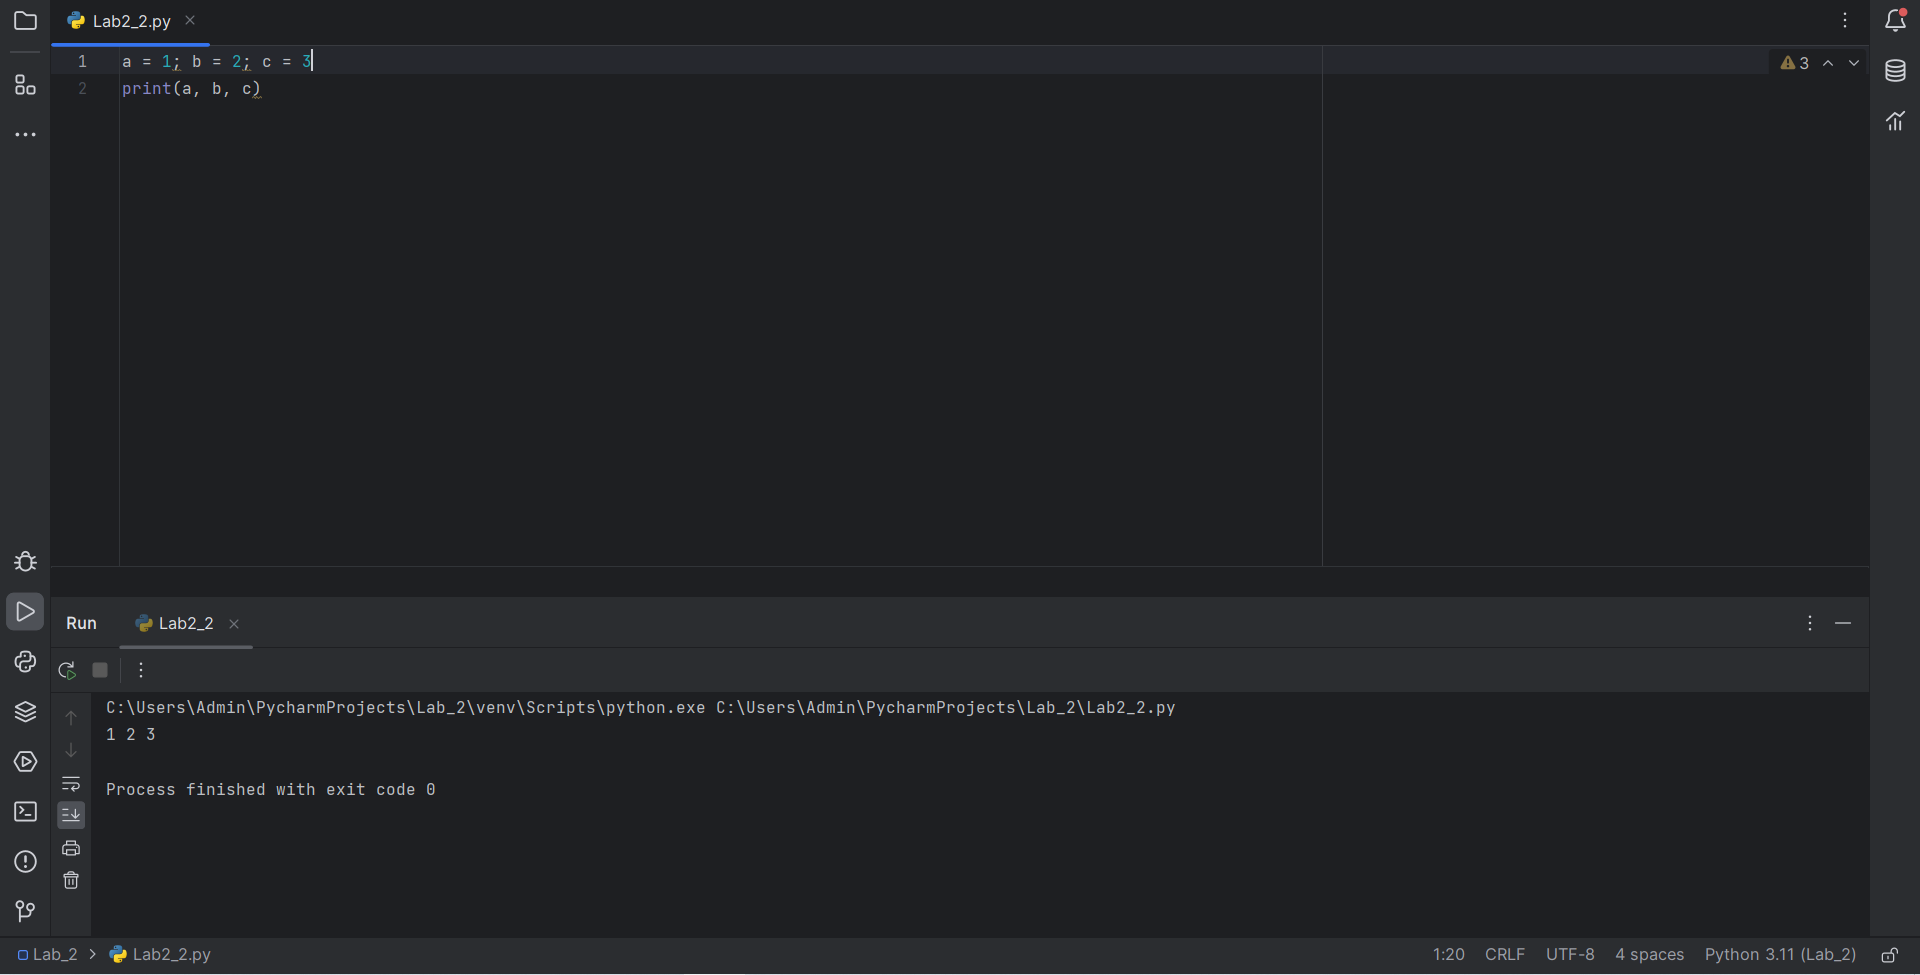 Lab2_2.py
3
1 a = 1; b = 2; c = 3
2 print(a, b, c)
Run Lab2_2
C:\Users\Admin\PycharmProjects\Lab_2\venv\Scripts\python.exe C:\Users\Admin\PycharmProjects\Lab_2\Lab2_2.py
1 2 3
Process finished with exit code 0
Lab_2 > Lab2_2.py 1:20 CRLF UTF-8 4 spaces Python 3.11 (Lab_2)